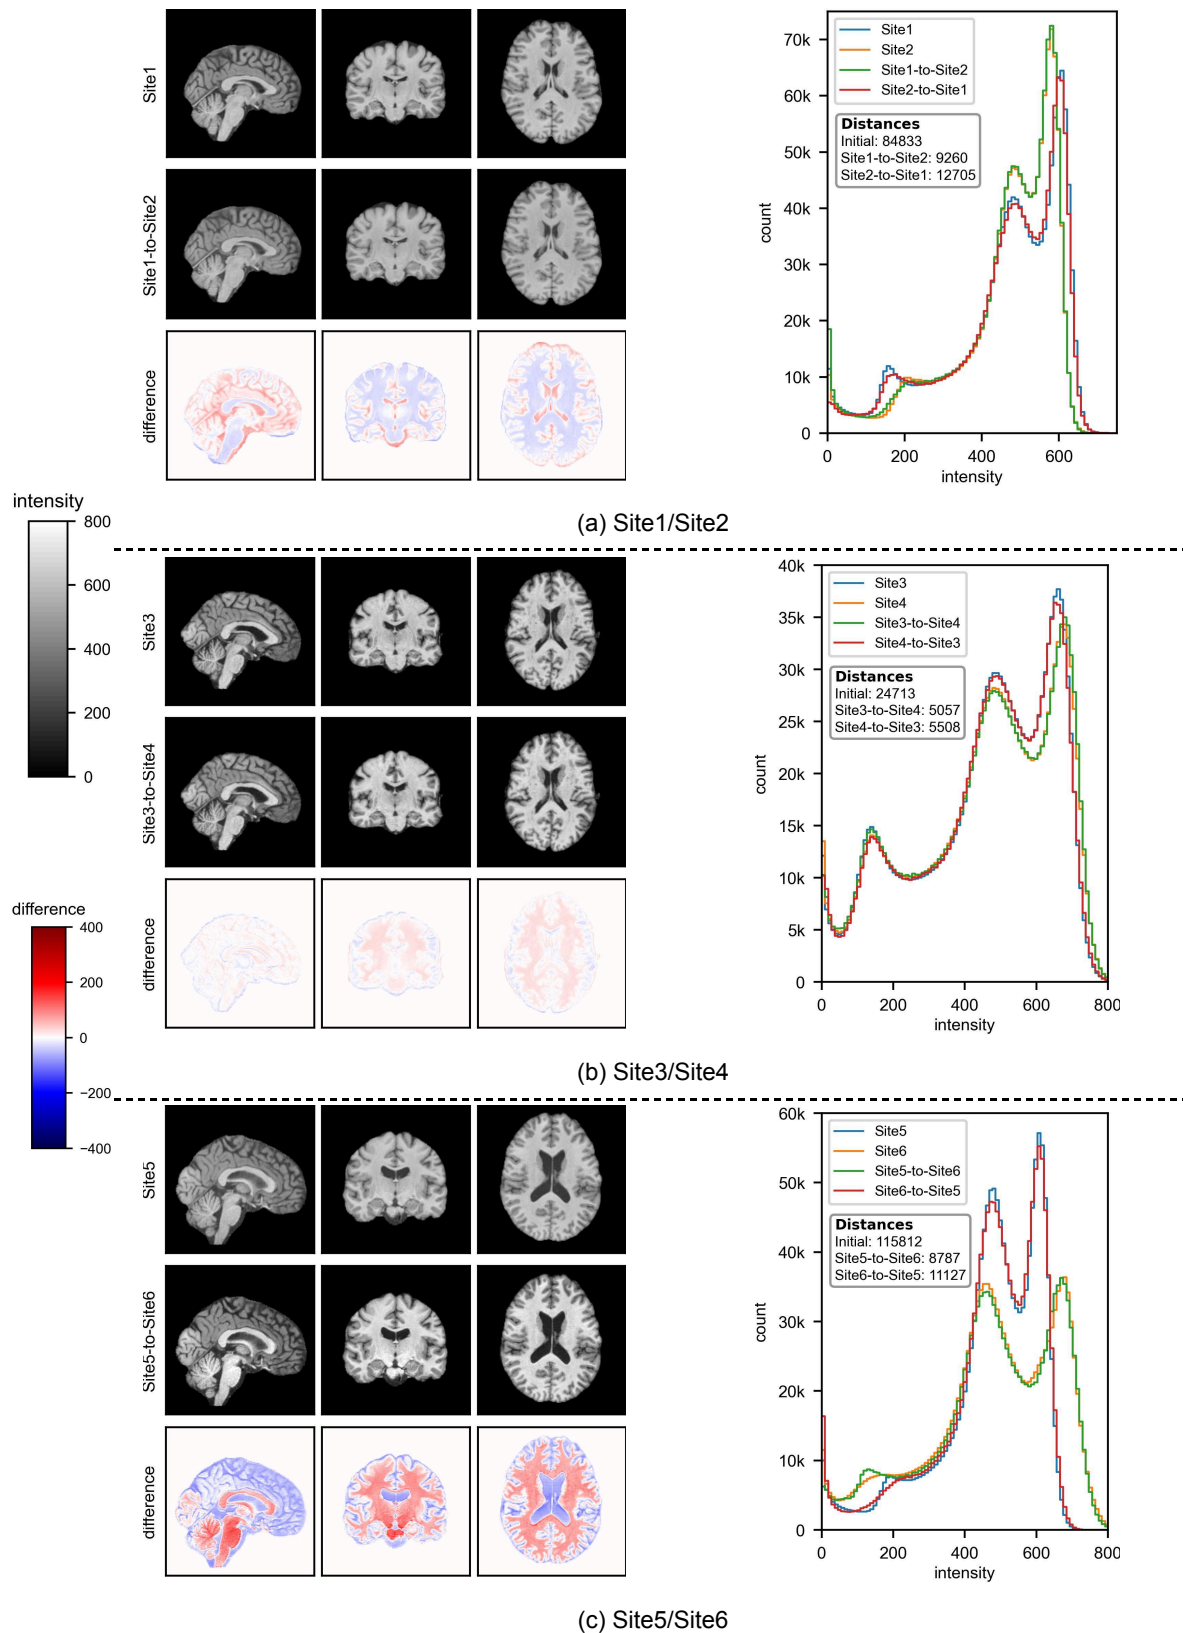 Site1
Site1-to-Site2
difference
Site1
Site2
Site1-to-Site2
Site2-to-Site1
Distances
Initial: 84833
Site1-to-Site2: 9260
Site2-to-Site1: 12705
count
70k
60k
50k
40k
30k
20k
10k
0
0 200 400 600
intensity
(a) Site1/Site2
intensity
800
600
400
200
0
Site3
Site3-to-Site4
difference
Site3
Site4
Site3-to-Site4
Site4-to-Site3
Distances
Initial: 24713
Site3-to-Site4: 5057
Site4-to-Site3: 5508
count
40k
35k
30k
25k
20k
15k
10k
5k
0
0 200 400 600 800
intensity
(b) Site3/Site4
difference
400
200
0
−200
−400
Site5
Site5-to-Site6
difference
Site5
Site6
Site5-to-Site6
Site6-to-Site5
Distances
Initial: 115812
Site5-to-Site6: 8787
Site6-to-Site5: 11127
count
60k
50k
40k
30k
20k
10k
0
0 200 400 600 800
intensity
(c) Site5/Site6